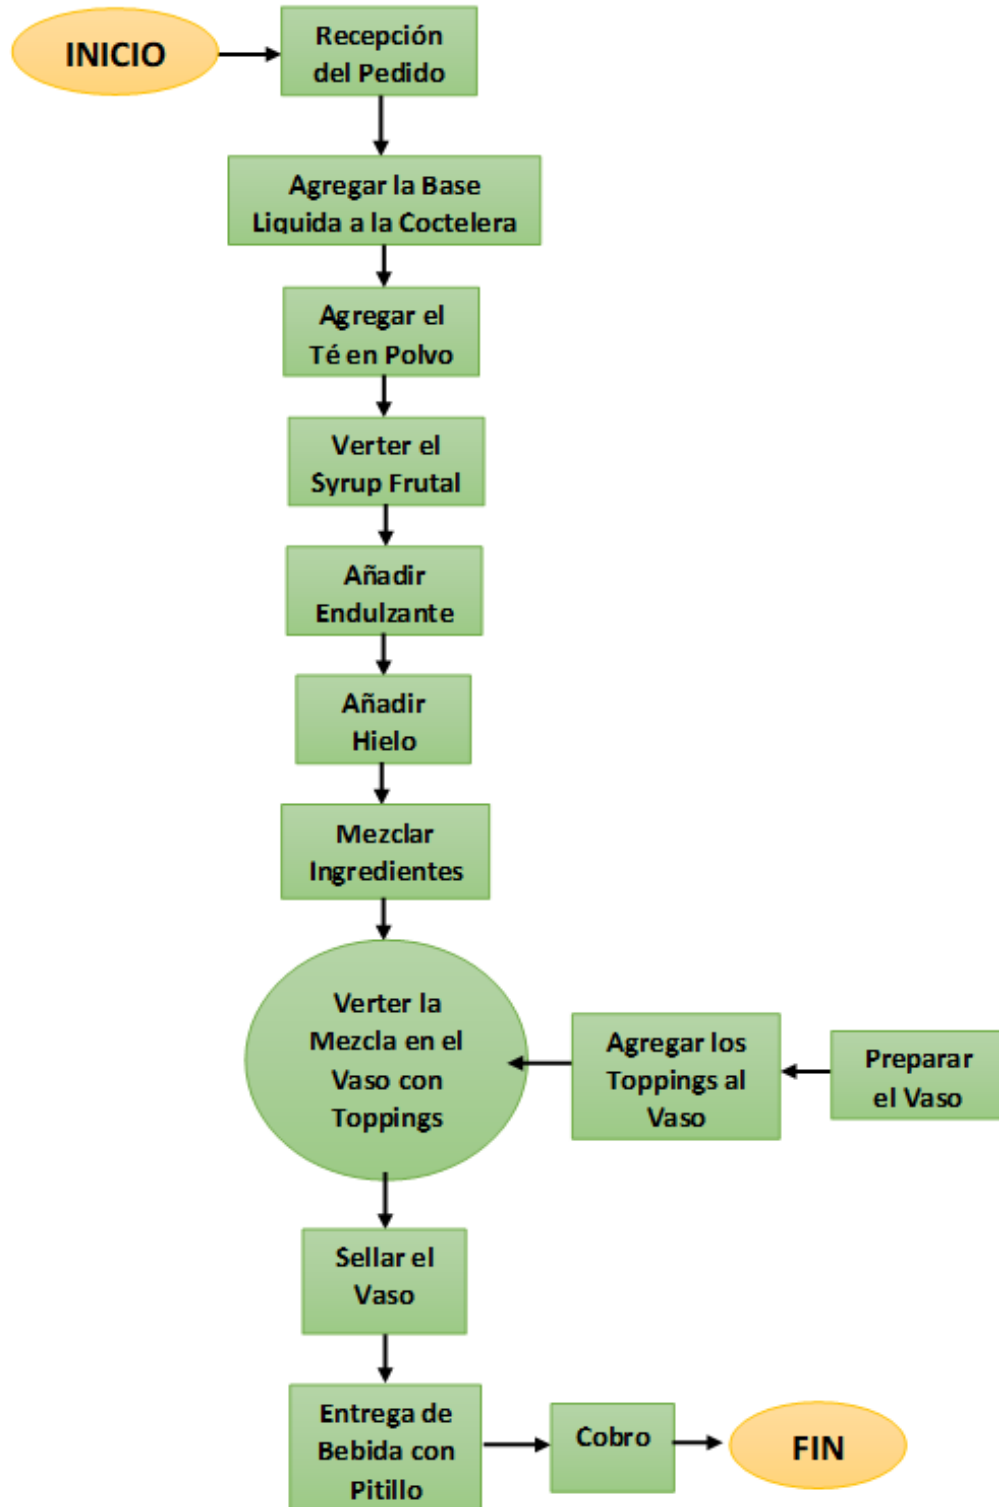 INICIO
Recepción
del Pedido
Agregar la Base
Liquida a la Coctelera
Agregar el
Té en Polvo
Verter el
Syrup Frutal
Añadir
Endulzante
Añadir
Hielo
Mezclar
Ingredientes
Verter la
Mezcla en el
Vaso con
Toppings
Agregar los
Toppings al
Vaso
Preparar
el Vaso
Sellar el
Vaso
Entrega de
Bebida con
Pitillo
Cobro
FIN